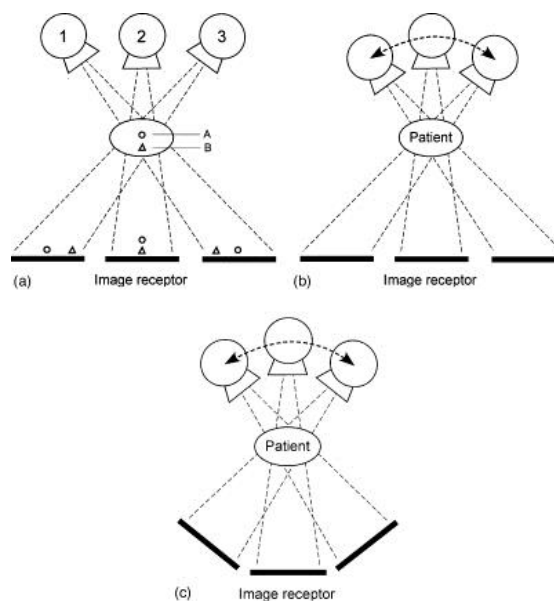 1 2 3
A
B
Image receptor
(a)
Patient
Image receptor
(b)
Patient
Image receptor
(c)